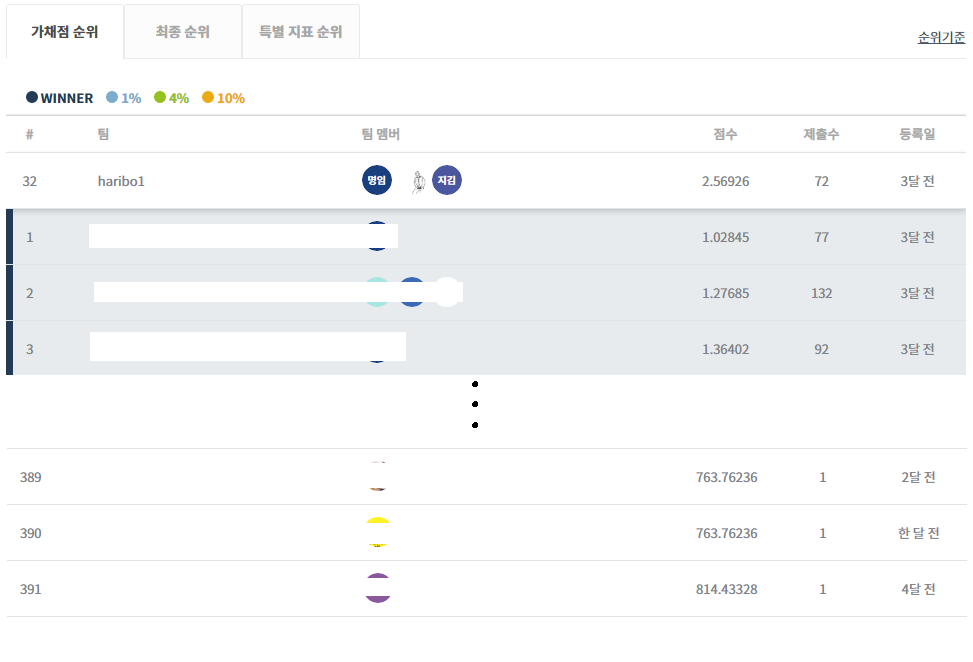 가채점 순위 최종 순위 특별 지표 순위
순위기준
WINNER 1% 4% 10%
# 팀 팀 멤버 점수 제출수 등록일
32 haribo1 명임 지김 2.56926 72 3달 전
1 1.02845 77 3달 전
2 1.27685 132 3달 전
3 1.36402 92 3달 전
389 763.76236 1 2달 전
390 763.76236 1 한 달 전
391 814.43328 1 4달 전